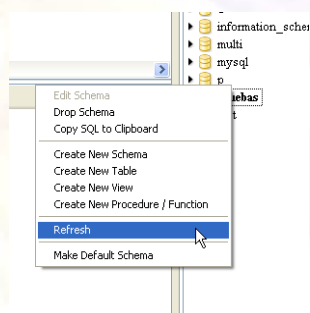 information_scher
multi
mysql
p
iebas
t
Edit Schema
Drop Schema
Copy SQL to Clipboard
Create New Schema
Create New Table
Create New View
Create New Procedure / Function
Refresh
Make Default Schema